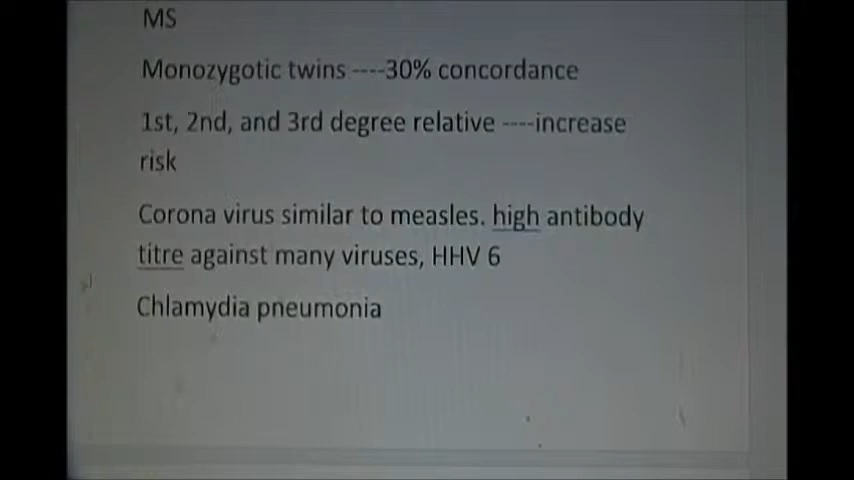 MS
Monozygotic twins ----30% concordance
1st, 2nd, and 3rd degree relative ----increase
risk
Corona virus similar to measles. high antibody
titre against many viruses, HHV 6
Chlamydia pneumonia